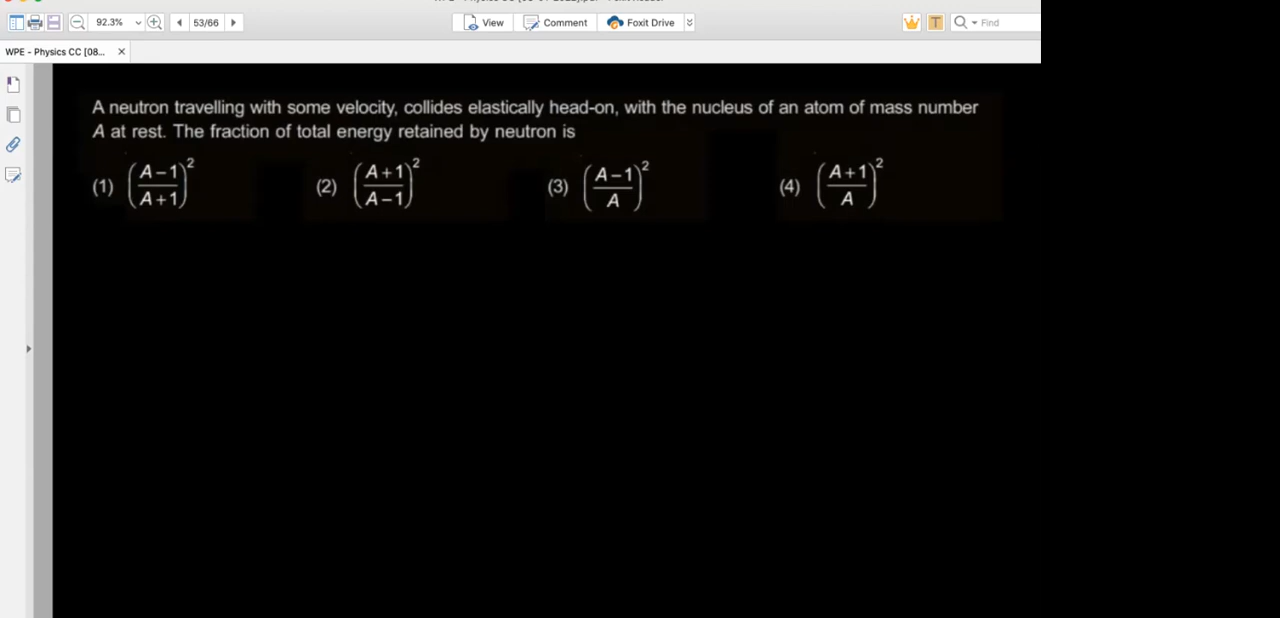 92.3%
53/66
View
Comment
Foxit Drive
T
Find
WPE - Physics CC [08...
A neutron travelling with some velocity, collides elastically head-on, with the nucleus of an atom of mass number
A at rest. The fraction of total energy retained by neutron is
(1) ((A−1)/(A+1))² (2) ((A+1)/(A−1))² (3) ((A−1)/A)² (4) ((A+1)/A)²